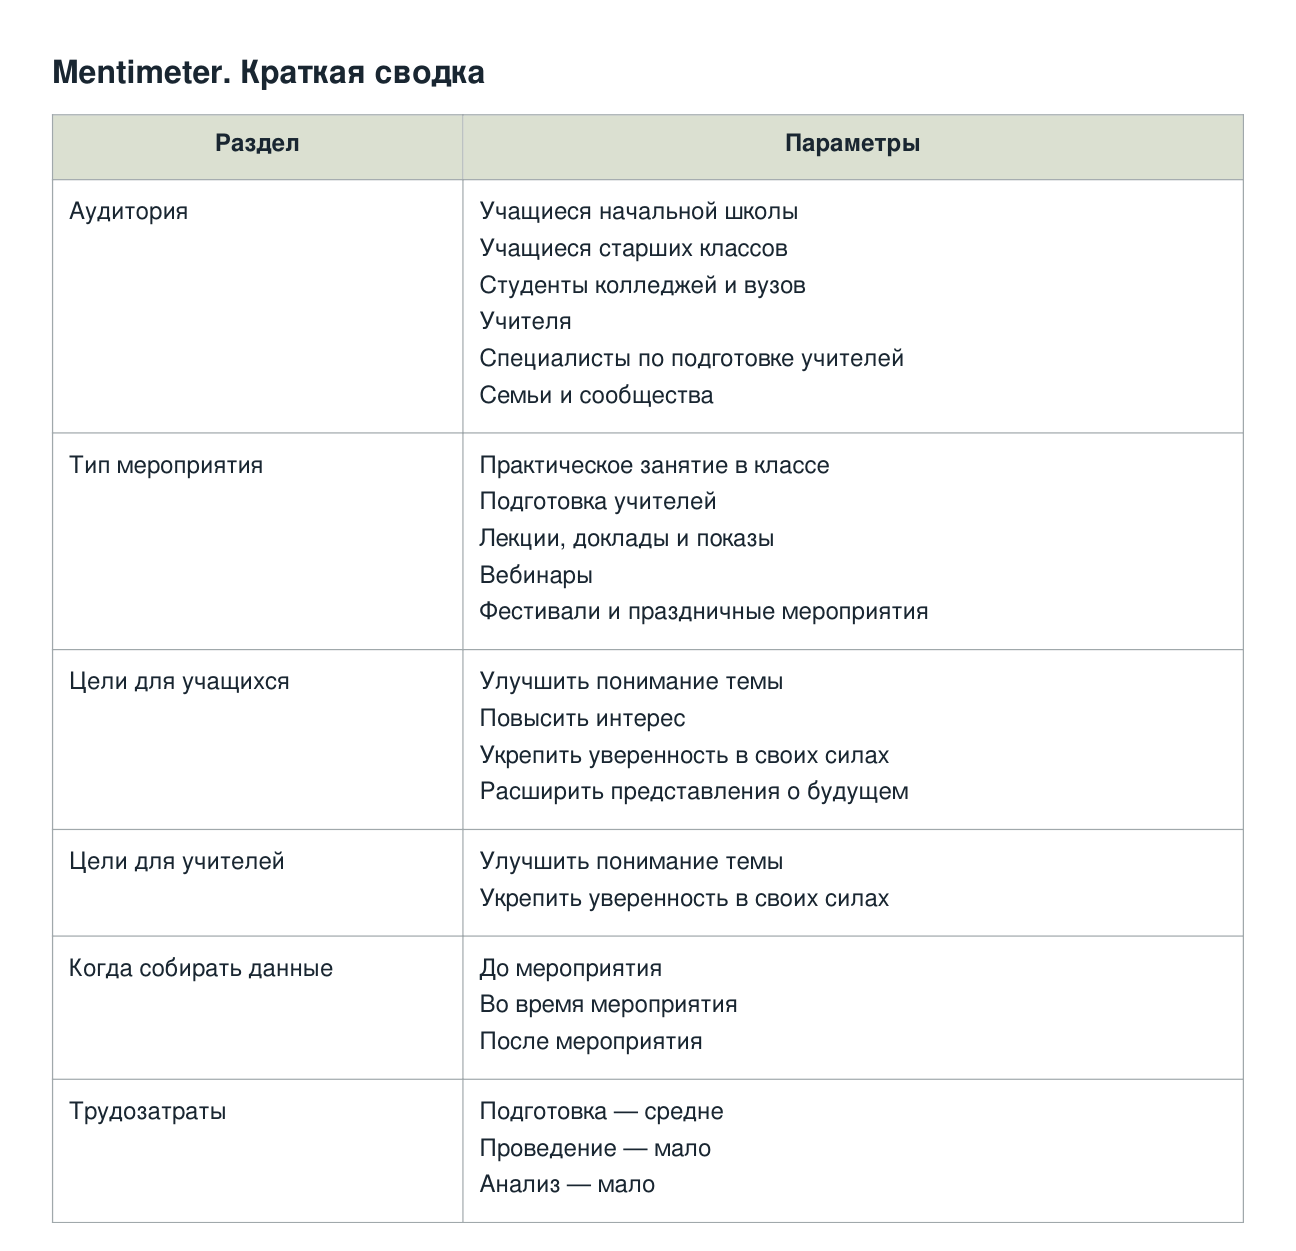 Mentimeter. Краткая сводка
Раздел
Параметры
Аудитория
Учащиеся начальной школы
Учащиеся старших классов
Студенты колледжей и вузов
Учителя
Специалисты по подготовке учителей
Семьи и сообщества
Тип мероприятия
Практическое занятие в классе
Подготовка учителей
Лекции, доклады и показы
Вебинары
Фестивали и праздничные мероприятия
Цели для учащихся
Улучшить понимание темы
Повысить интерес
Укрепить уверенность в своих силах
Расширить представления о будущем
Цели для учителей
Улучшить понимание темы
Укрепить уверенность в своих силах
Когда собирать данные
До мероприятия
Во время мероприятия
После мероприятия
Трудозатраты
Подготовка — средне
Проведение — мало
Анализ — мало